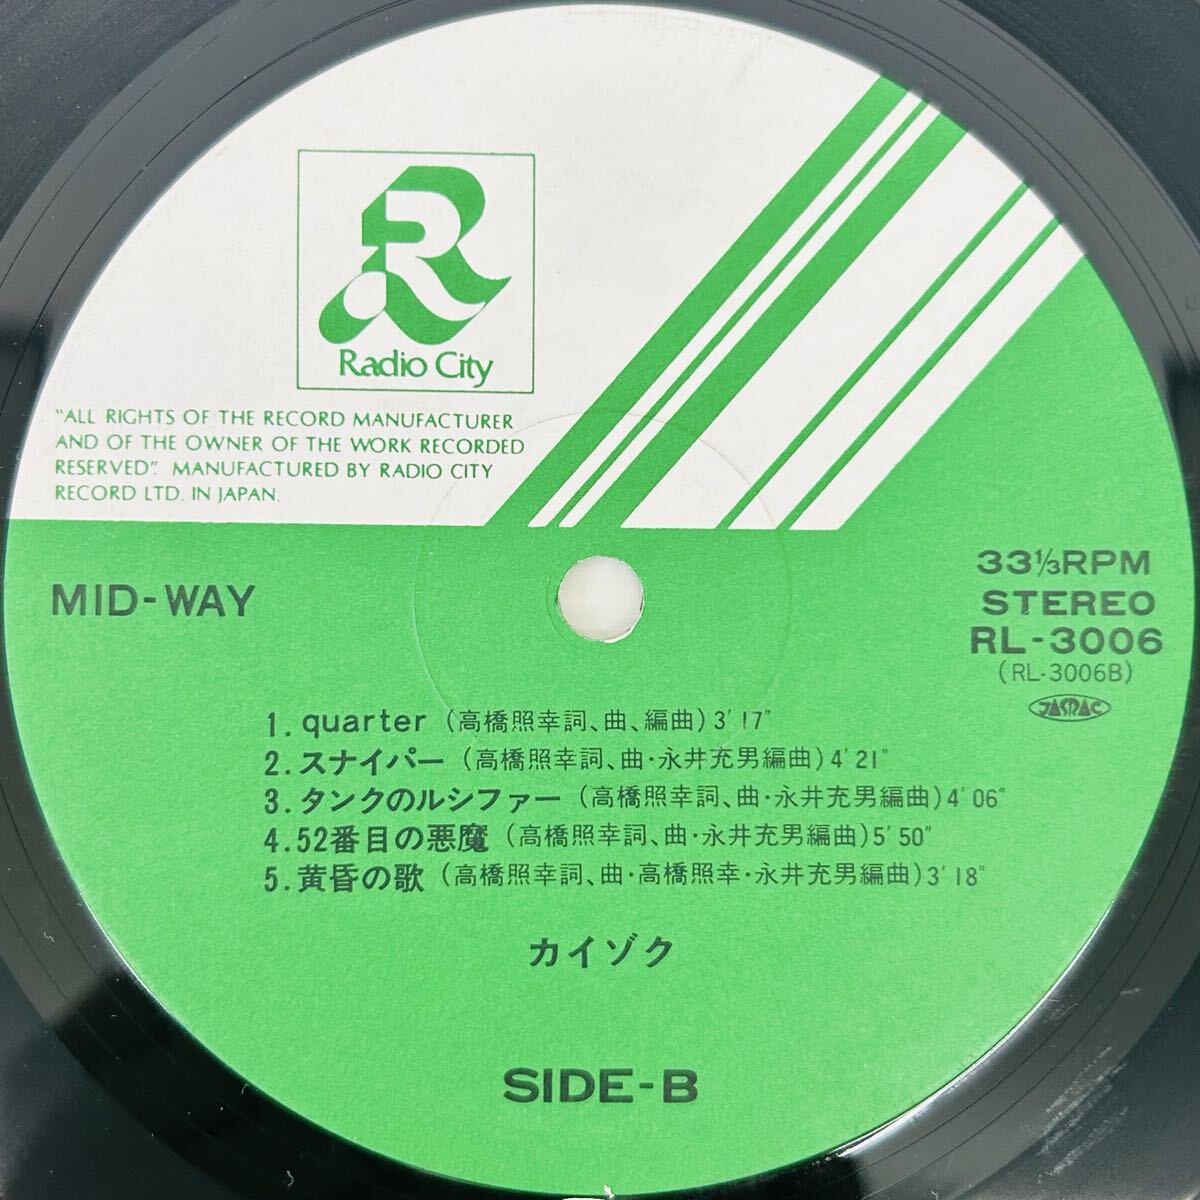 Radio City
"ALL RIGHTS OF THE RECORD MANUFACTURER
AND OF THE OWNER OF THE WORK RECORDED
RESERVED". MANUFACTURED BY RADIO CITY
RECORD LTD. IN JAPAN.
MID-WAY
33⅓RPM
STEREO
RL-3006
(RL-3006B)
JASRAC
1. quarter (高橋照幸詞、曲、編曲) 3'17"
2. スナイパー (高橋照幸詞、曲・永井充男編曲) 4'21"
3. タンクのルシファー (高橋照幸詞、曲・永井充男編曲) 4'06"
4. 52番目の悪魔 (高橋照幸詞、曲・永井充男編曲) 5'50"
5. 黄昏の歌 (高橋照幸詞、曲・高橋照幸・永井充男編曲) 3'18"
カイゾク
SIDE-B